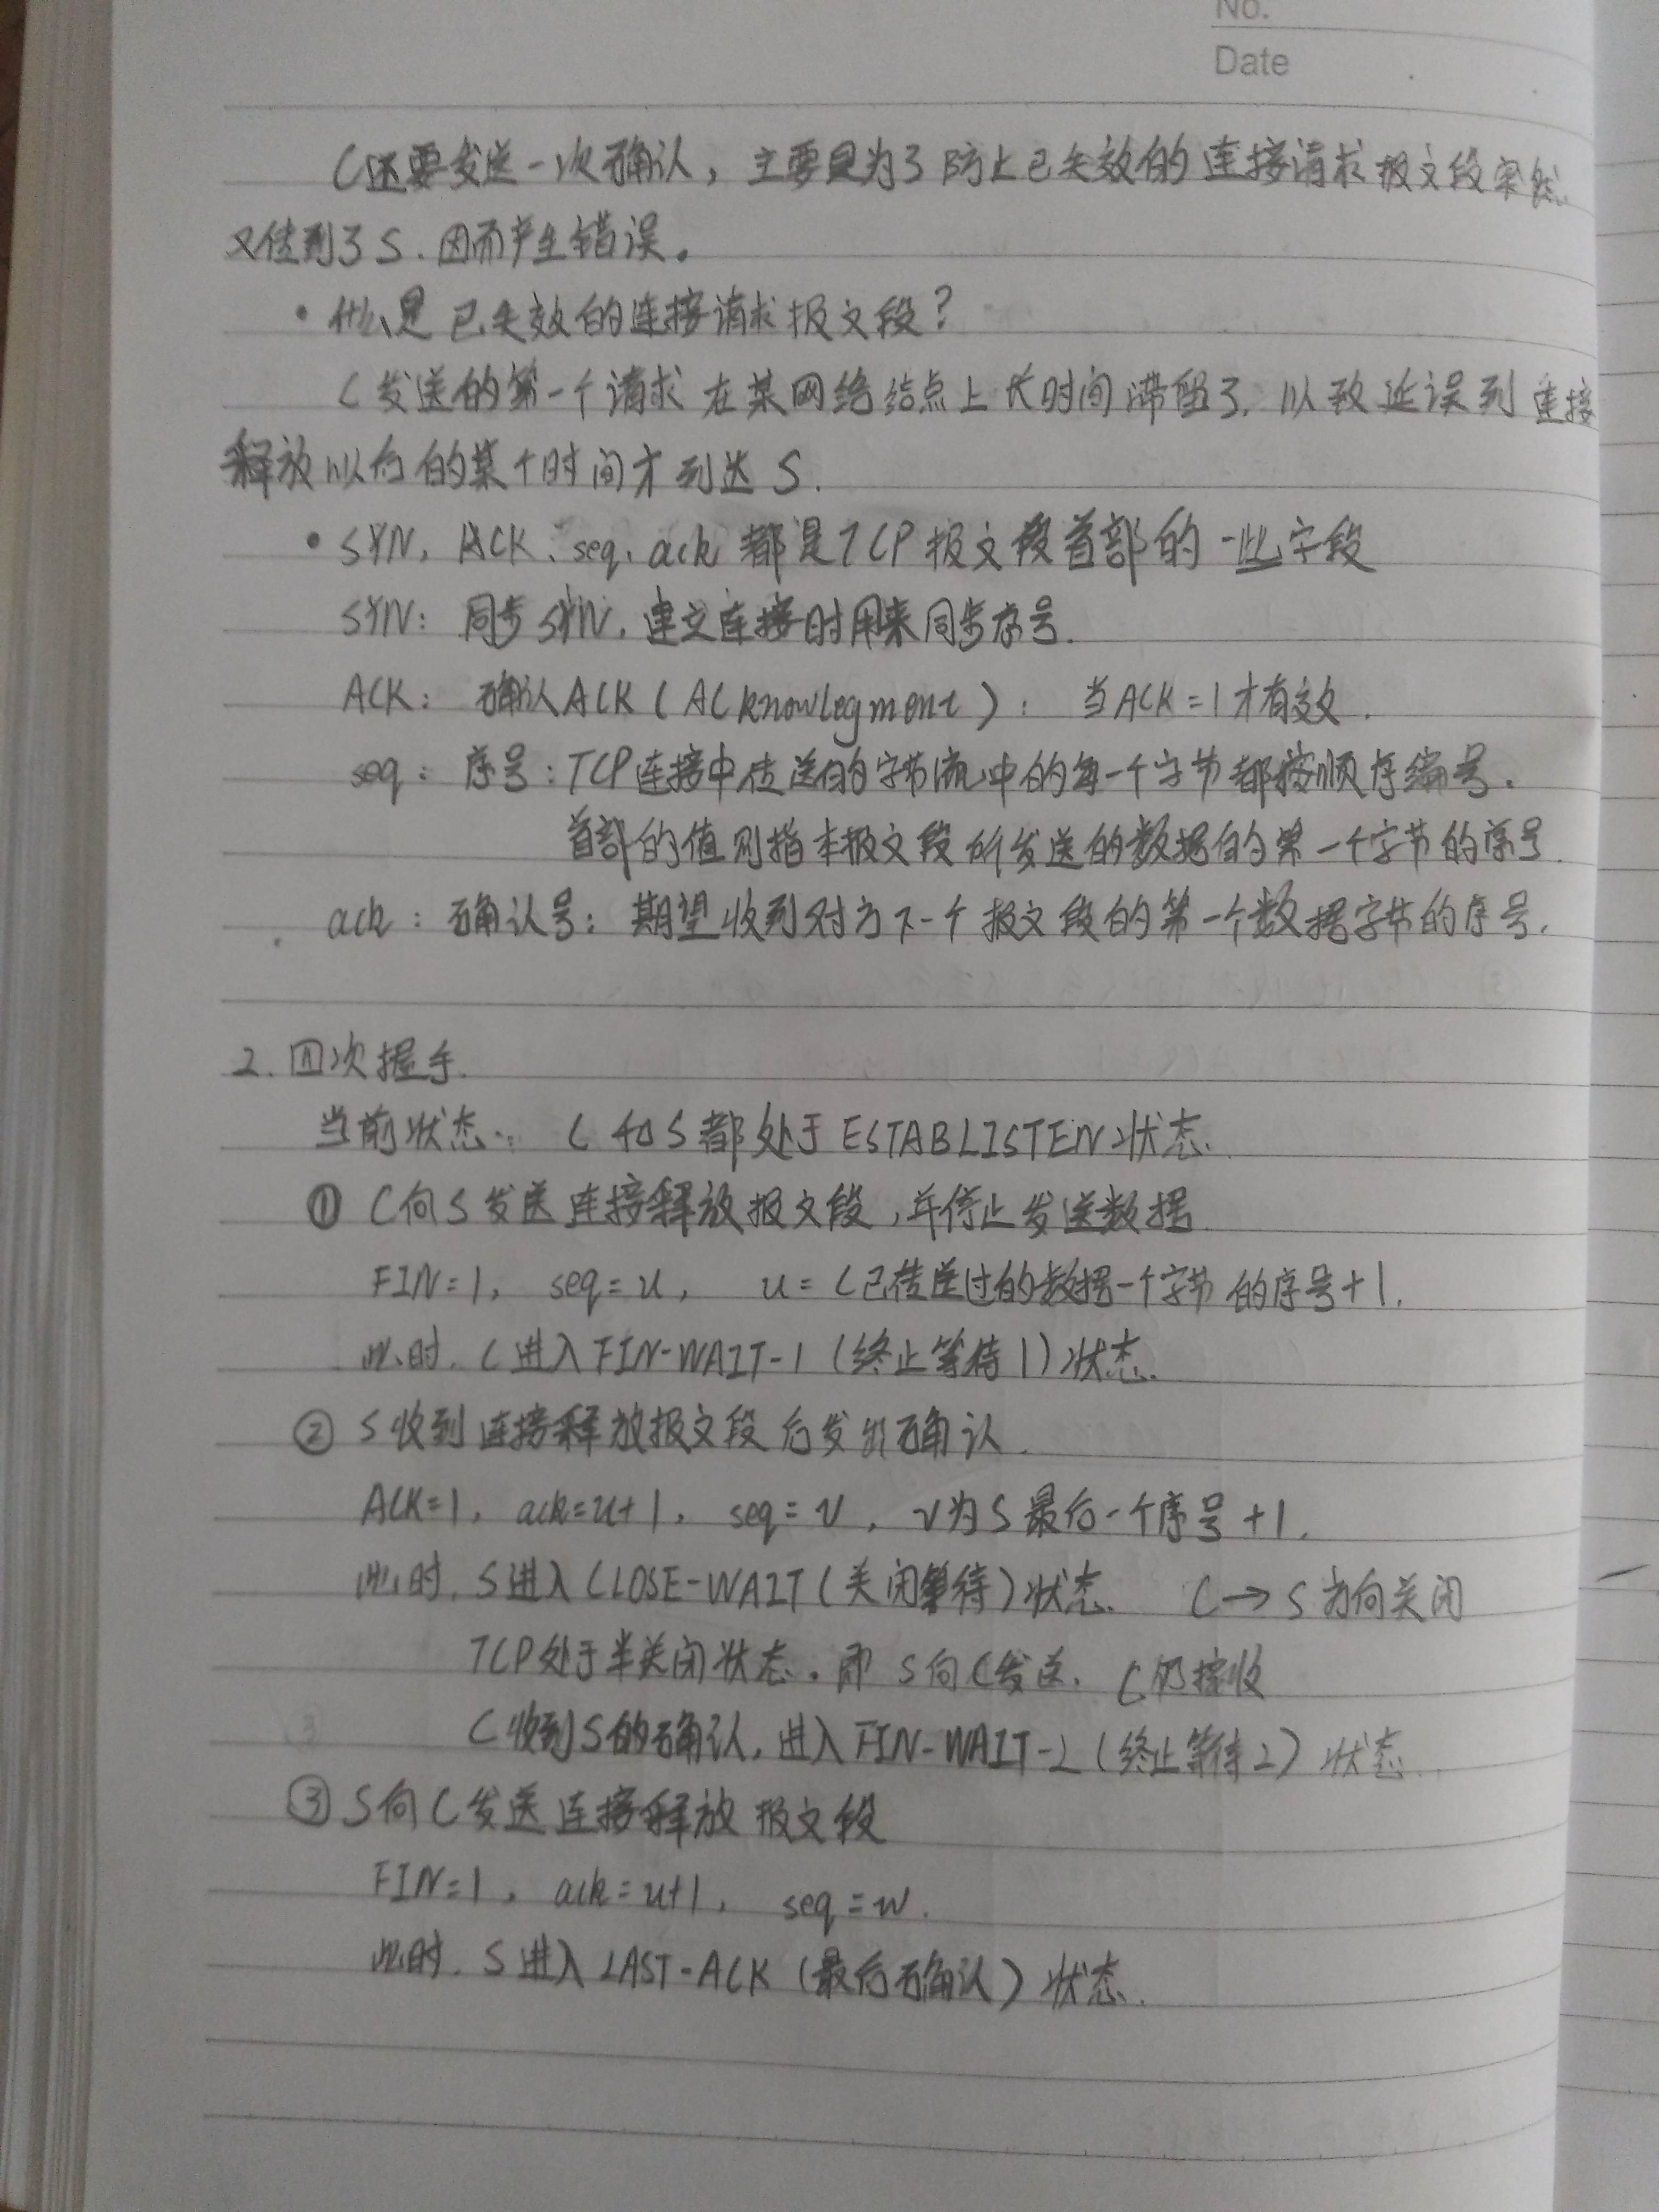 No.
Date
C还要发送一次确认，主要是为了防止已失效的连接请求报文段突然
又传到了S.因而产生错误。
• 什么是已失效的连接请求报文段？
C发送的第一个请求在某网络结点上长时间滞留了.以致延误到连接
释放以后的某个时间才到达S.
• SYN、ACK、seq、ack都是TCP报文段首部的一些字段
SYN：同步SYN，建立连接时用来同步序号.
ACK：确认ACK（ACknowlegment）：当ACK=1才有效.
seq：序号：TCP连接中传送的字节流中的每一个字节都按顺序编号.
首部的值则指本报文段所发送的数据的第一个字节的序号.
ack：确认号：期望收到对方下一个报文段的第一个数据字节的序号.
2.四次握手.
当前状态：C和S都处于ESTABLISTEN状态.
① C向S发送连接释放报文段,并停止发送数据
FIN=1, seq=u, u=C已传送过的数据一个字节的序号+1.
此时.C进入FIN-WAIT-1（终止等待1）状态.
② S收到连接释放报文段后发出确认.
ACK=1, ack=u+1, seq=v, v为S最后一个序号+1.
此时.S进入CLOSE-WAIT（关闭等待）状态. C→S方向关闭
TCP处于半关闭状态.即S向C发送.C仍接收
C收到S的确认,进入FIN-WAIT-2（终止等待2）状态.
③ S向C发送连接释放报文段
FIN=1, ack=u+1, seq=w.
此时.S进入LAST-ACK（最后确认）状态.